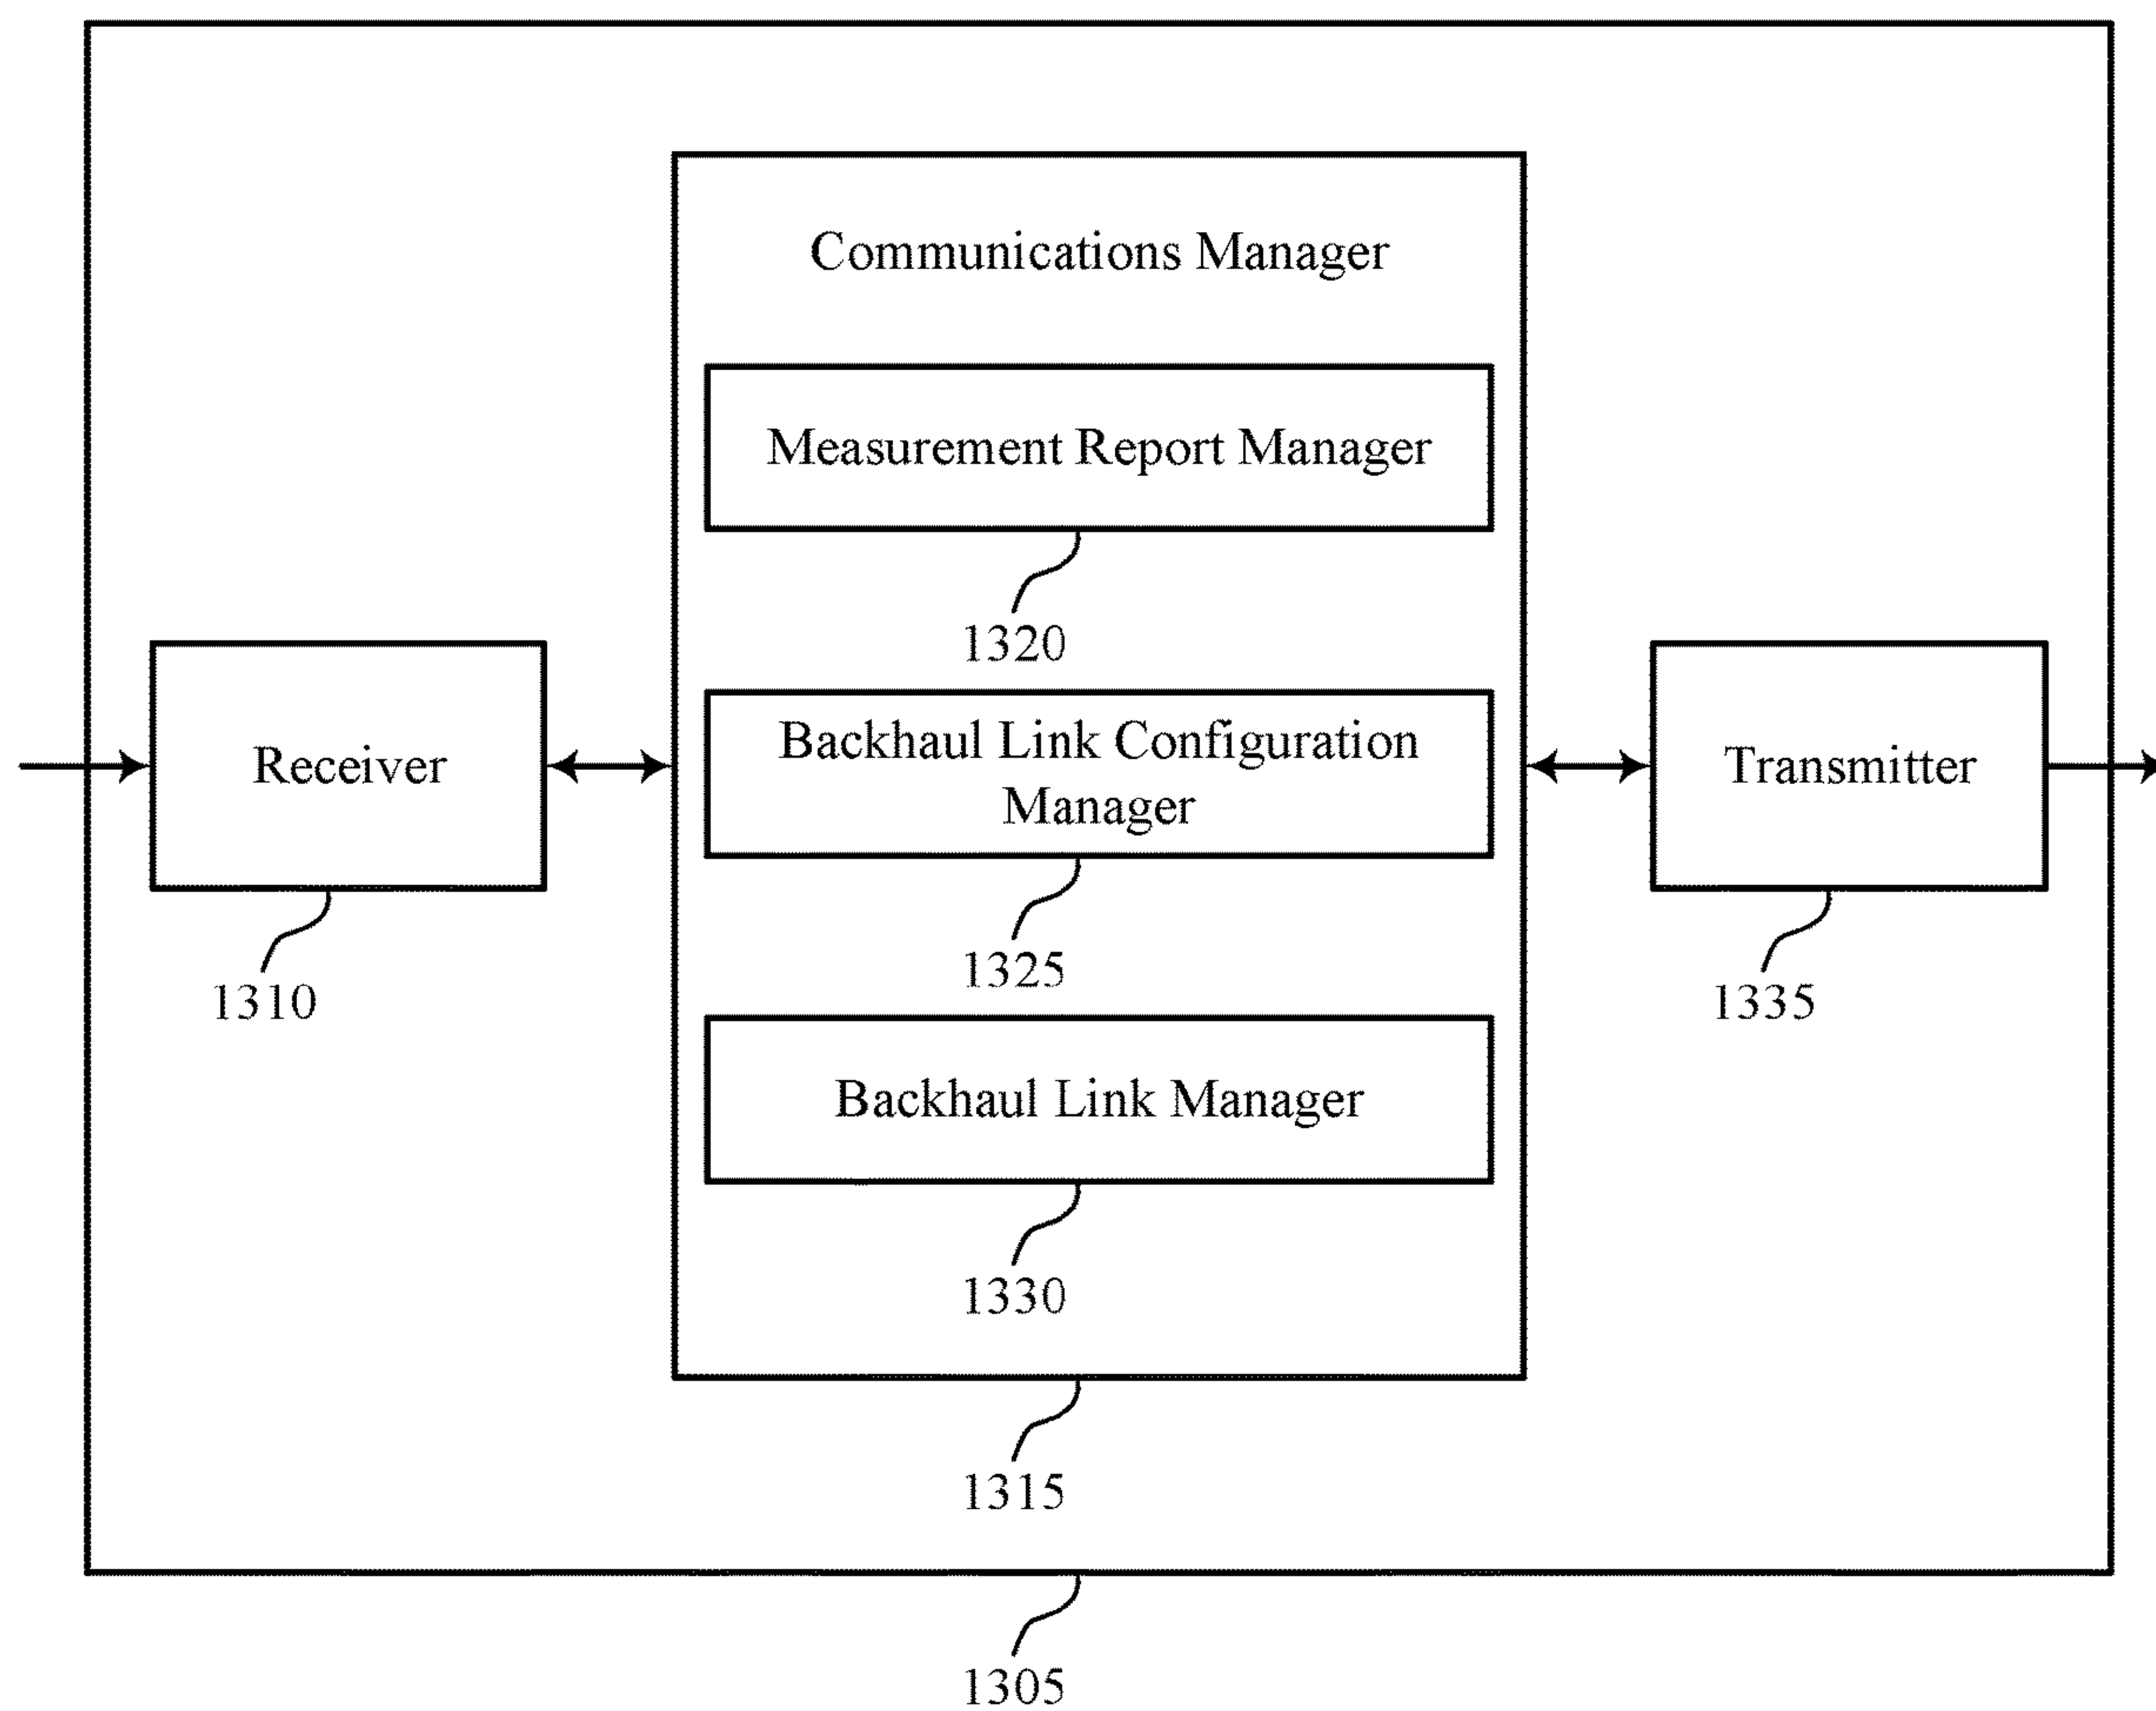 Communications Manager
Measurement Report Manager
1320
Receiver
1310
Backhaul Link Configuration
Manager
1325
Transmitter
1335
Backhaul Link Manager
1330
1315
1305